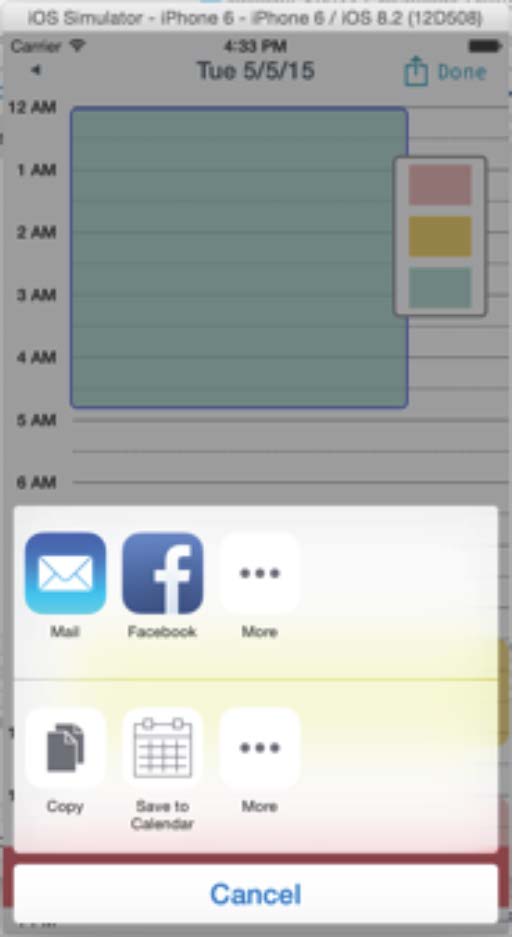 iOS Simulator - iPhone 6 - iPhone 6 / iOS 8.2 (12D508)
Carrier 4:33 PM
Tue 5/5/15 Done
12 AM
1 AM
2 AM
3 AM
4 AM
5 AM
6 AM
Mail Facebook More
Copy Save to Calendar More
Cancel